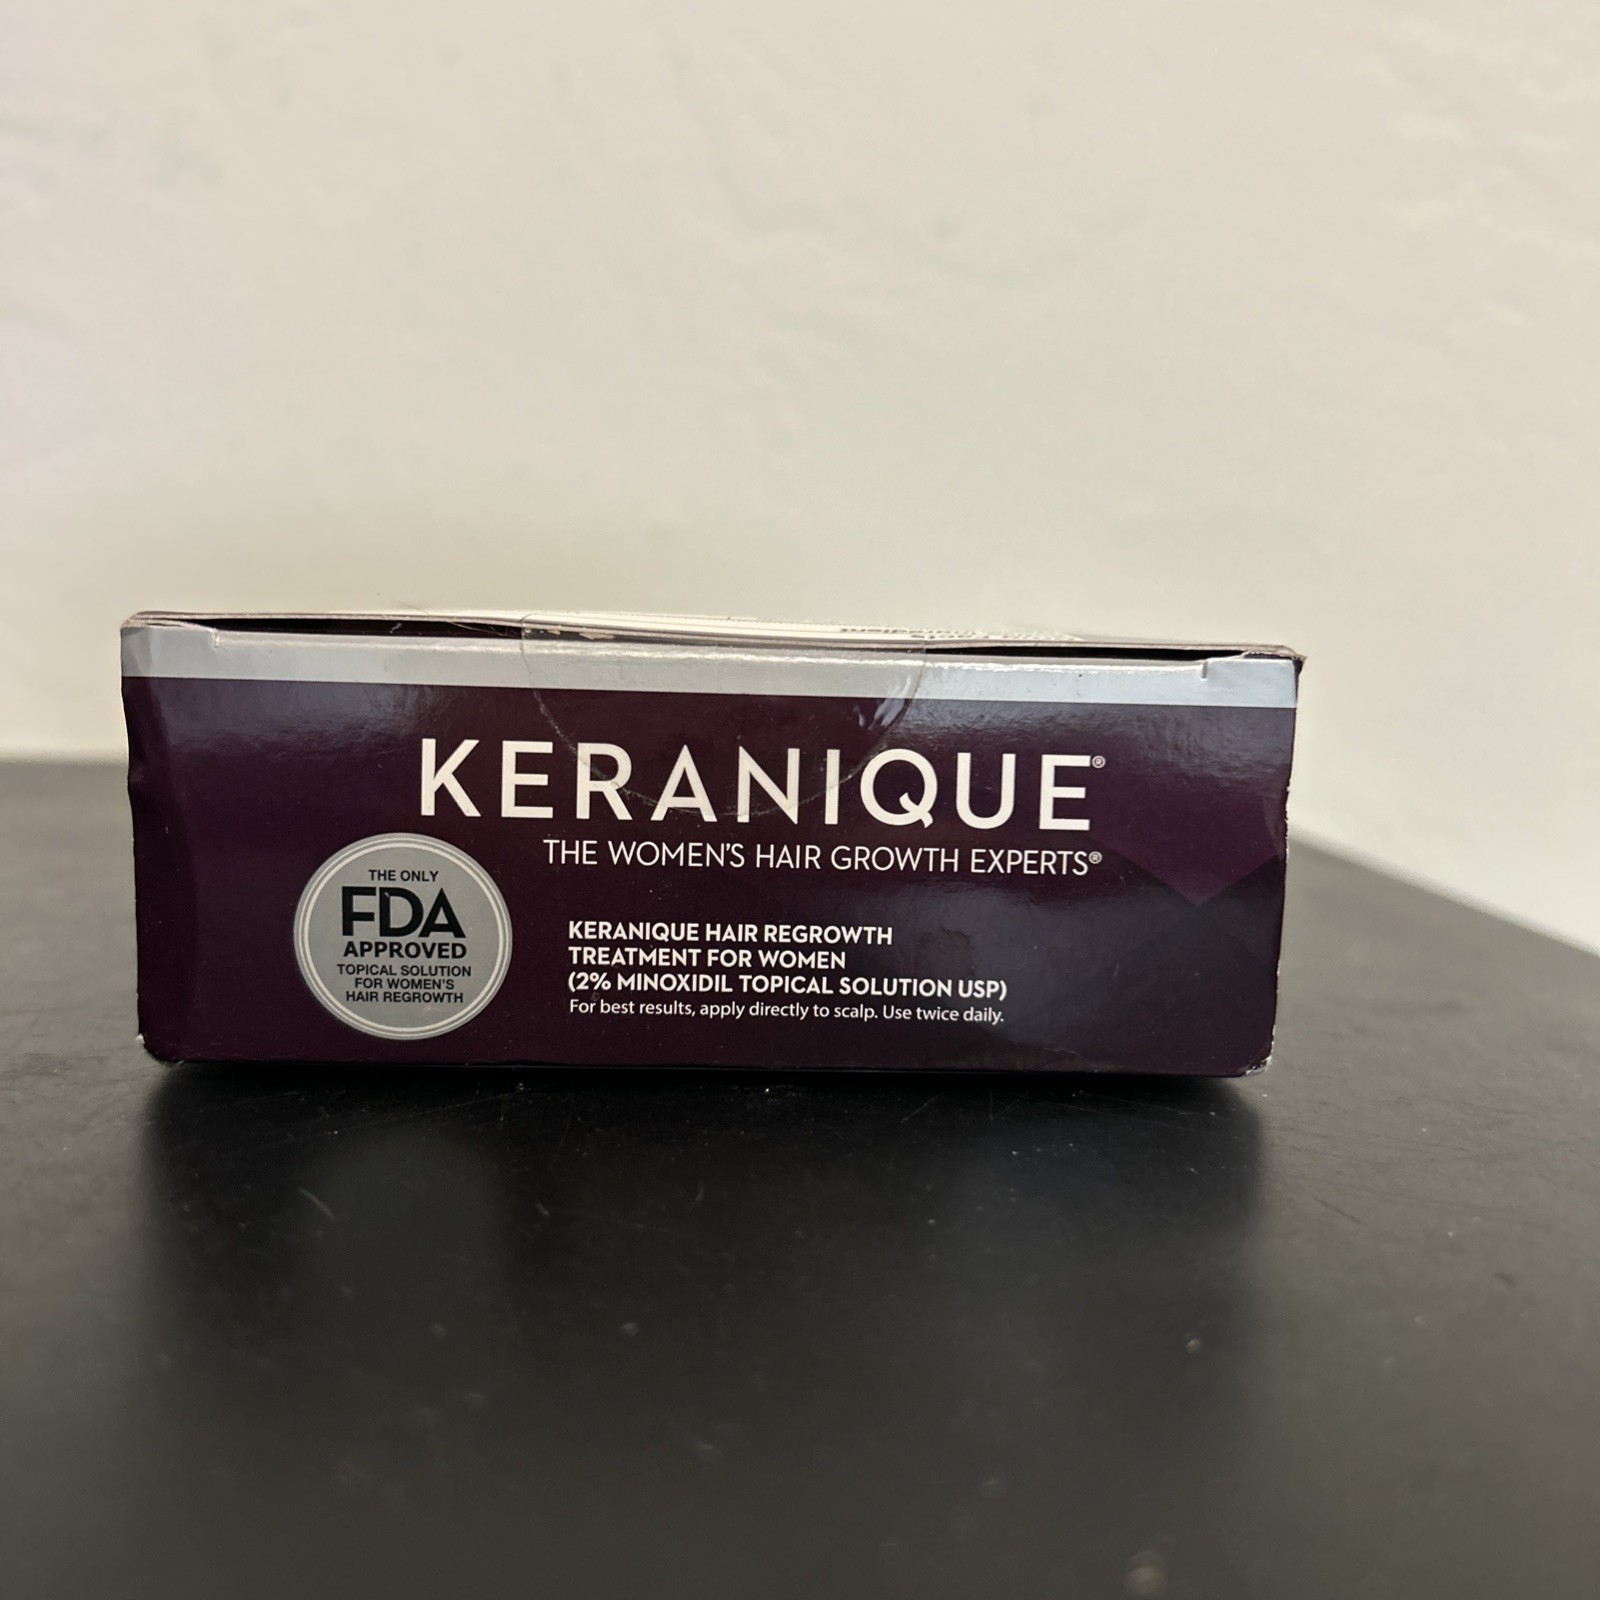 KERANIQUE®
THE WOMEN'S HAIR GROWTH EXPERTS®
THE ONLY
FDA
APPROVED
TOPICAL SOLUTION
FOR WOMEN'S
HAIR REGROWTH
KERANIQUE HAIR REGROWTH
TREATMENT FOR WOMEN
(2% MINOXIDIL TOPICAL SOLUTION USP)
For best results, apply directly to scalp. Use twice daily.